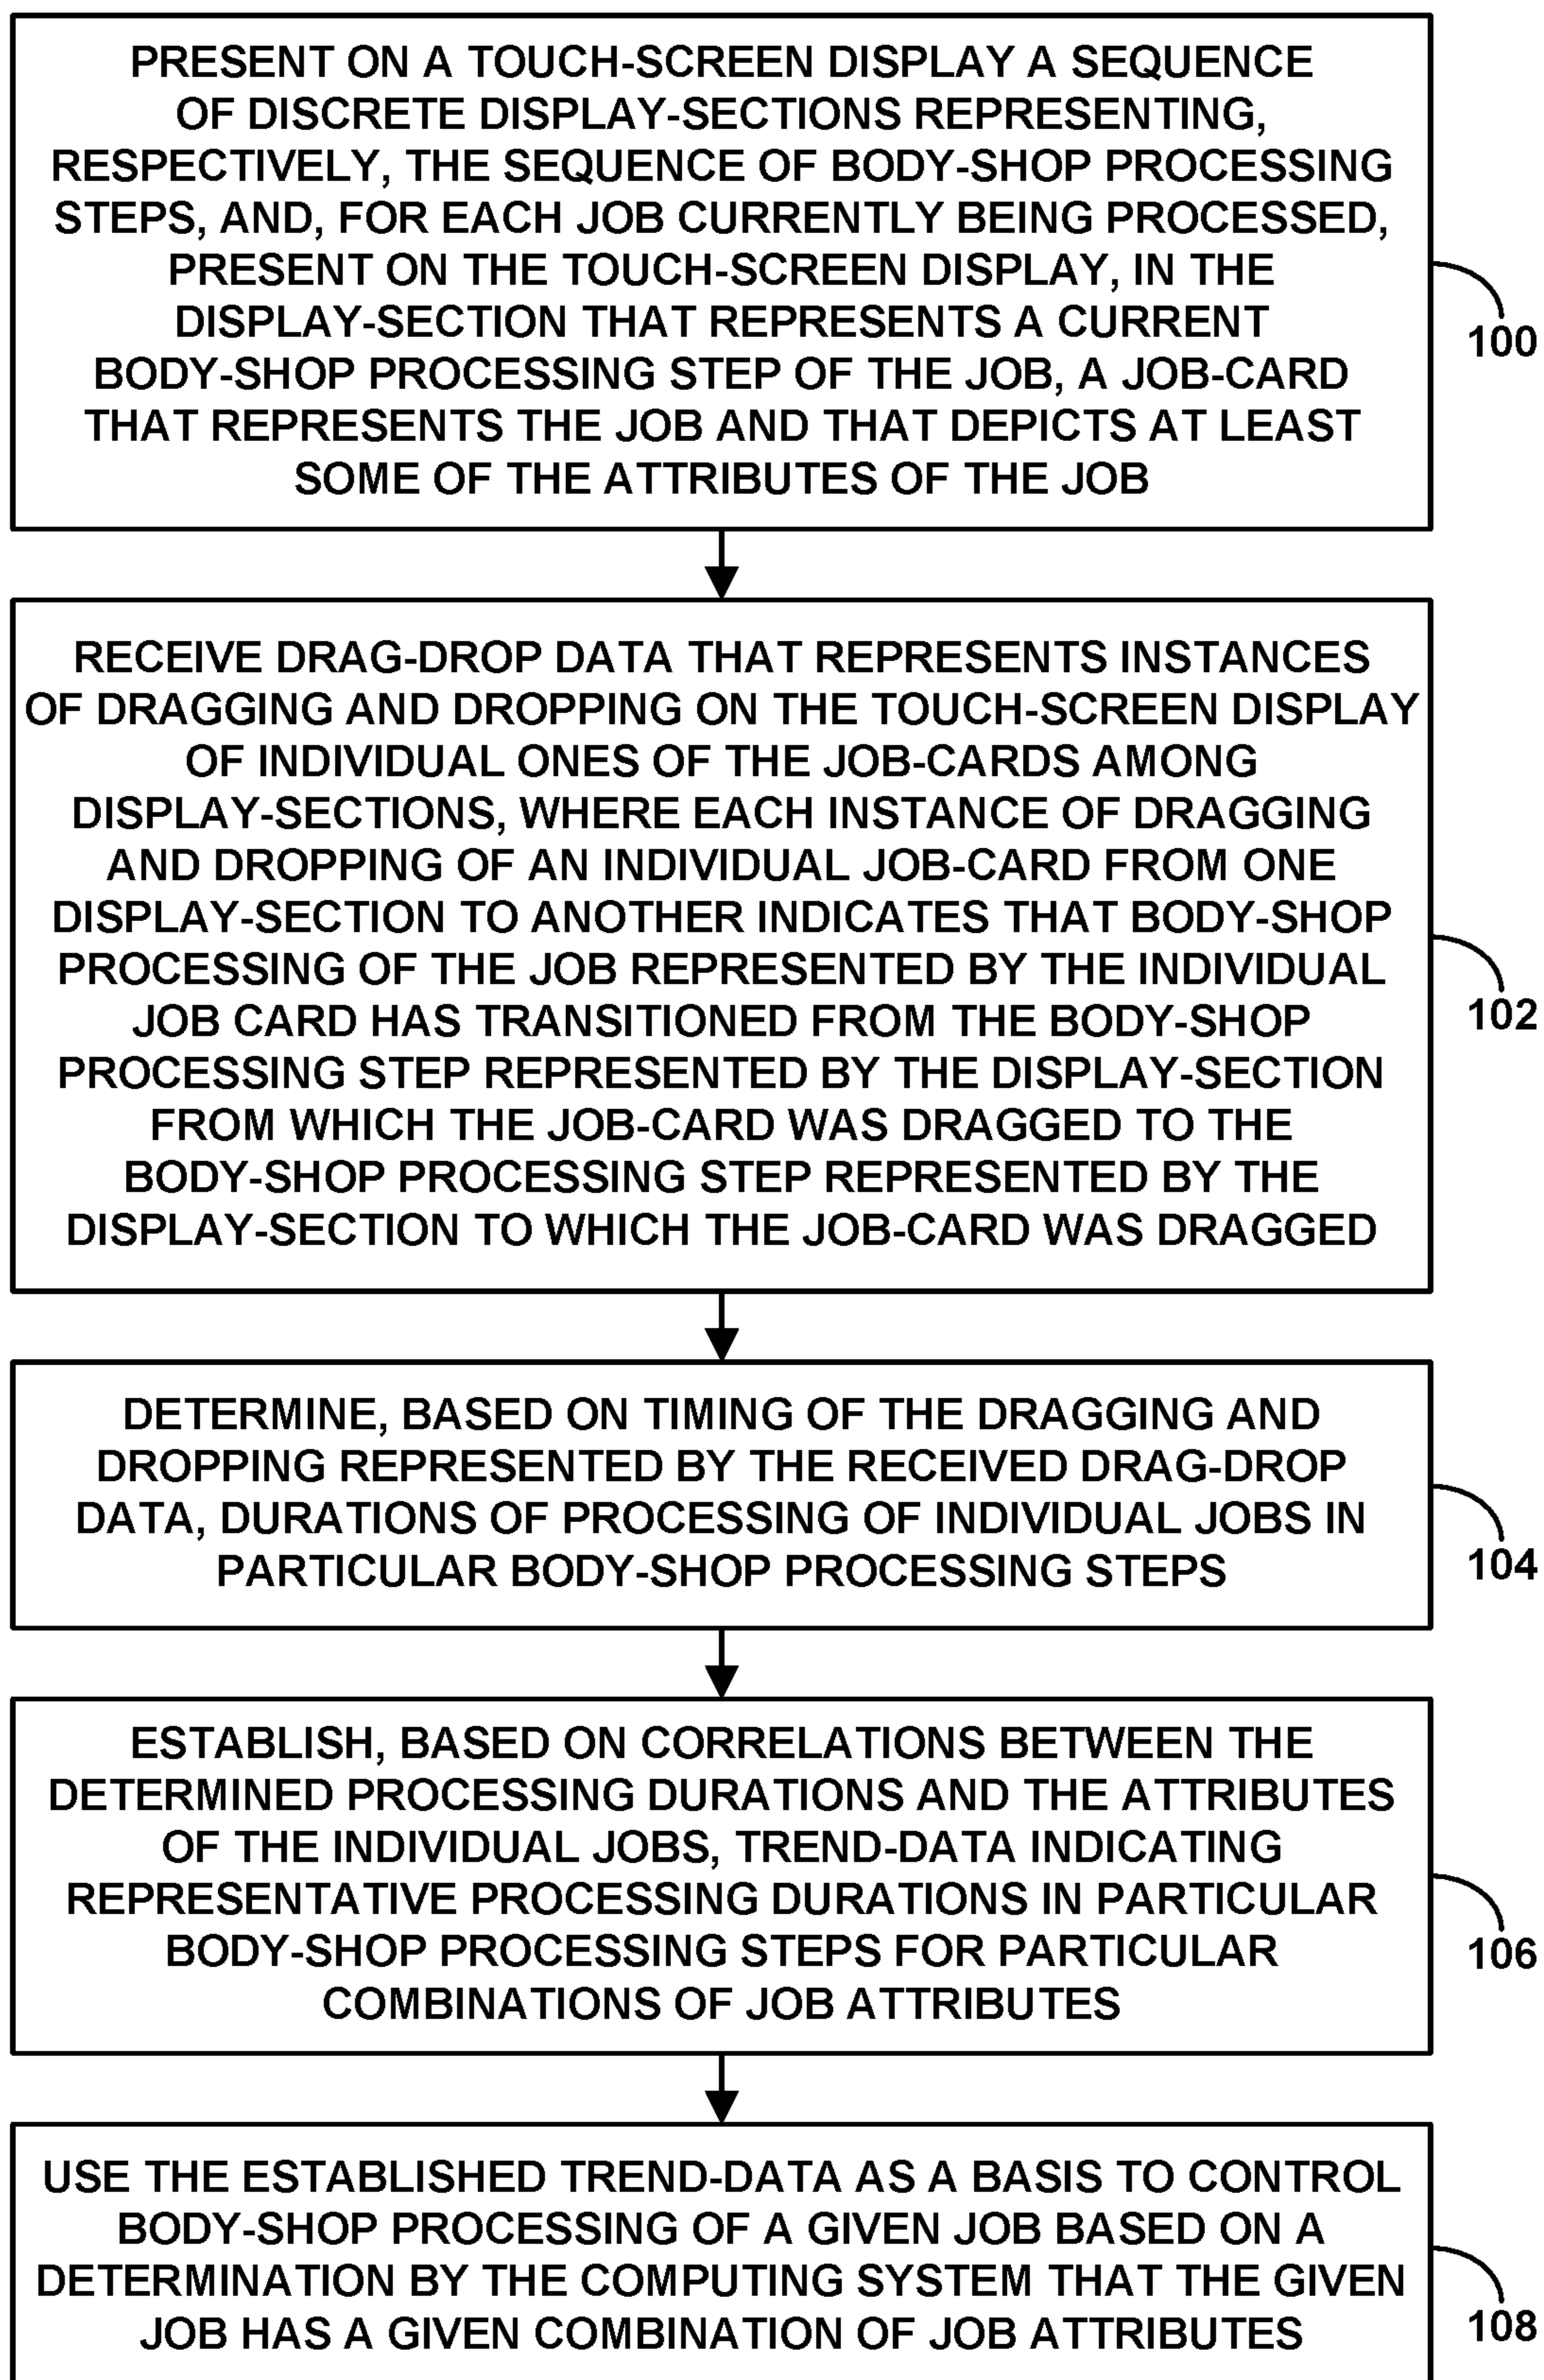 PRESENT ON A TOUCH-SCREEN DISPLAY A SEQUENCE
OF DISCRETE DISPLAY-SECTIONS REPRESENTING,
RESPECTIVELY, THE SEQUENCE OF BODY-SHOP PROCESSING
STEPS, AND, FOR EACH JOB CURRENTLY BEING PROCESSED,
PRESENT ON THE TOUCH-SCREEN DISPLAY, IN THE
DISPLAY-SECTION THAT REPRESENTS A CURRENT
BODY-SHOP PROCESSING STEP OF THE JOB, A JOB-CARD
THAT REPRESENTS THE JOB AND THAT DEPICTS AT LEAST
SOME OF THE ATTRIBUTES OF THE JOB
100
RECEIVE DRAG-DROP DATA THAT REPRESENTS INSTANCES
OF DRAGGING AND DROPPING ON THE TOUCH-SCREEN DISPLAY
OF INDIVIDUAL ONES OF THE JOB-CARDS AMONG
DISPLAY-SECTIONS, WHERE EACH INSTANCE OF DRAGGING
AND DROPPING OF AN INDIVIDUAL JOB-CARD FROM ONE
DISPLAY-SECTION TO ANOTHER INDICATES THAT BODY-SHOP
PROCESSING OF THE JOB REPRESENTED BY THE INDIVIDUAL
JOB CARD HAS TRANSITIONED FROM THE BODY-SHOP
PROCESSING STEP REPRESENTED BY THE DISPLAY-SECTION
FROM WHICH THE JOB-CARD WAS DRAGGED TO THE
BODY-SHOP PROCESSING STEP REPRESENTED BY THE
DISPLAY-SECTION TO WHICH THE JOB-CARD WAS DRAGGED
102
DETERMINE, BASED ON TIMING OF THE DRAGGING AND
DROPPING REPRESENTED BY THE RECEIVED DRAG-DROP
DATA, DURATIONS OF PROCESSING OF INDIVIDUAL JOBS IN
PARTICULAR BODY-SHOP PROCESSING STEPS
104
ESTABLISH, BASED ON CORRELATIONS BETWEEN THE
DETERMINED PROCESSING DURATIONS AND THE ATTRIBUTES
OF THE INDIVIDUAL JOBS, TREND-DATA INDICATING
REPRESENTATIVE PROCESSING DURATIONS IN PARTICULAR
BODY-SHOP PROCESSING STEPS FOR PARTICULAR
COMBINATIONS OF JOB ATTRIBUTES
106
USE THE ESTABLISHED TREND-DATA AS A BASIS TO CONTROL
BODY-SHOP PROCESSING OF A GIVEN JOB BASED ON A
DETERMINATION BY THE COMPUTING SYSTEM THAT THE GIVEN
JOB HAS A GIVEN COMBINATION OF JOB ATTRIBUTES
108